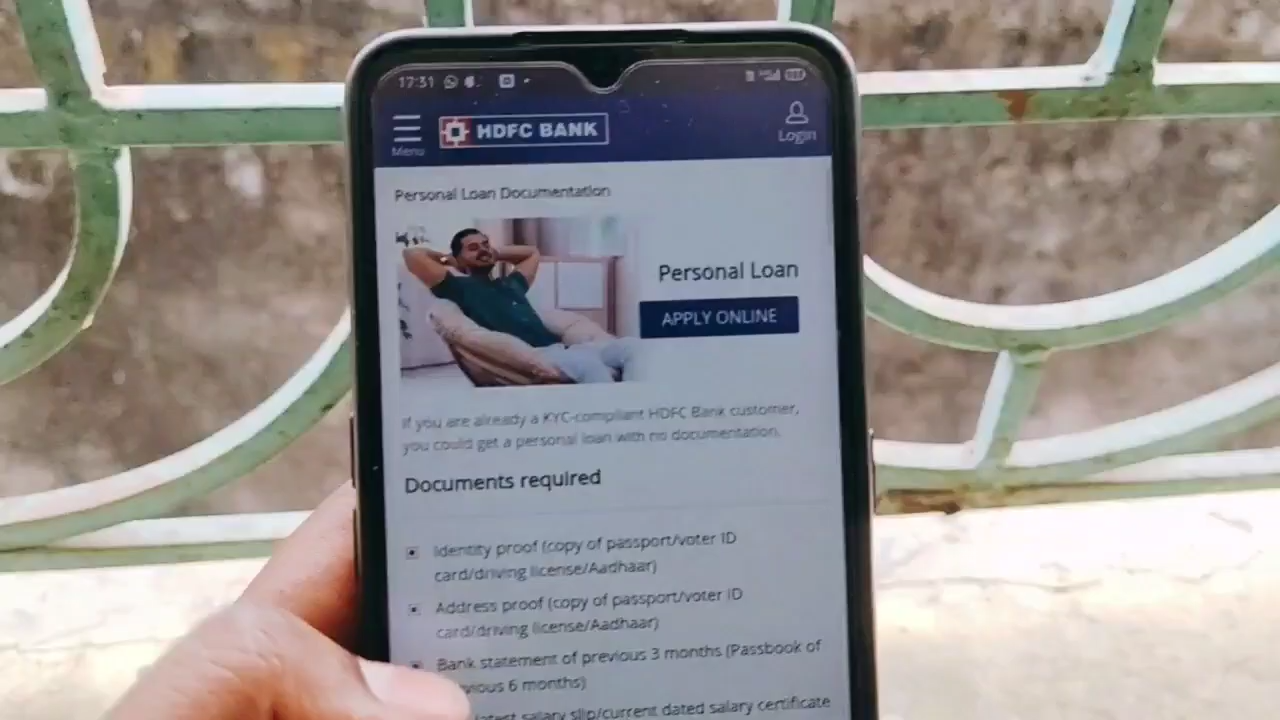 17:31
HDFC BANK
Menu
Login
Personal Loan Documentation
Personal Loan
APPLY ONLINE
If you are already a KYC-compliant HDFC Bank customer,
you could get a personal loan with no documentation.
Documents required
Identity proof (copy of passport/voter ID
card/driving license/Aadhaar)
Address proof (copy of passport/voter ID
card/driving license/Aadhaar)
Bank statement of previous 3 months (Passbook of
6 months)
latest salary slip/current dated salary certificate